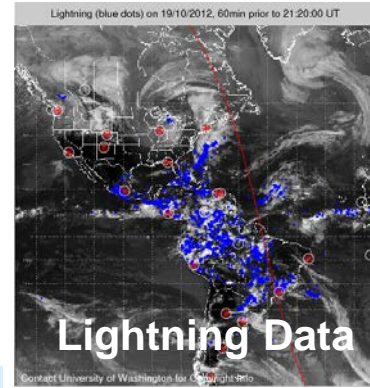 Lightning (blue dots) on 19/10/2012, 60min prior to 21:20:00 UT
Lightning Data
Contact University of Washington for Copyright Info